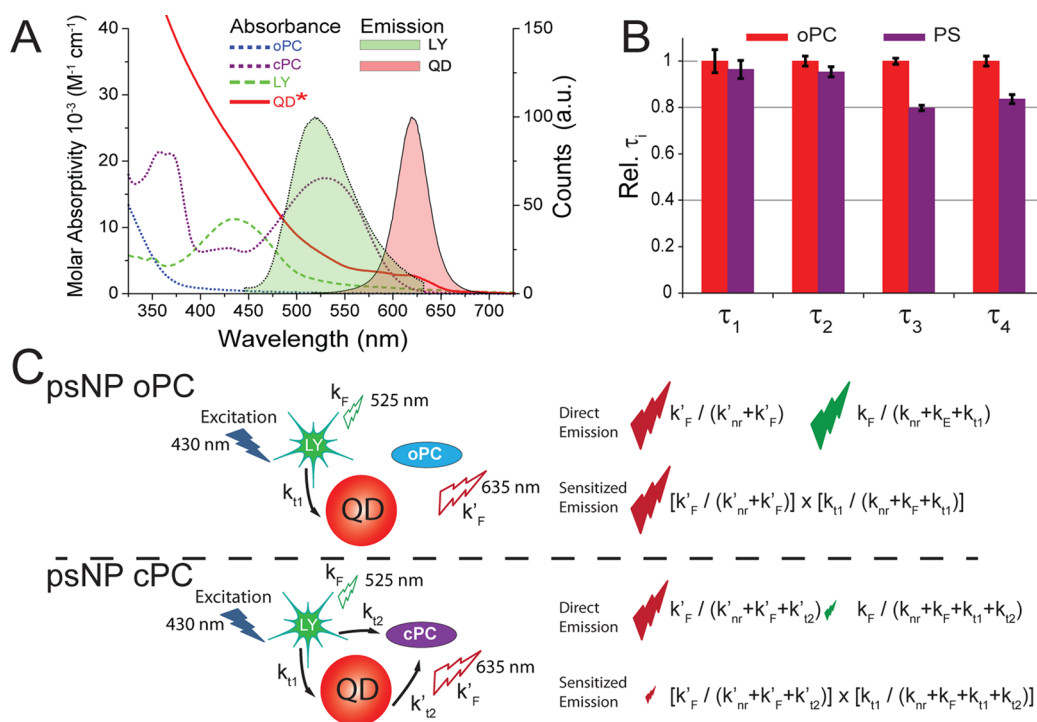 A
Absorbance
Emission
oPC
cPC
LY
QD*
LY
QD
Molar Absorptivity 10⁻³ (M⁻¹ cm⁻¹)
40
35
30
25
20
15
10
5
0
150
100
50
0
Counts (a.u.)
350 400 450 500 550 600 650 700
Wavelength (nm)
B
oPC
PS
Rel. τi
1
0.8
0.6
0.4
0.2
0
τ1 τ2 τ3 τ4
C
psNP oPC
Excitation
430 nm
LY
kF
525 nm
oPC
kt1
QD
635 nm
k'F
Direct
Emission
k'F / (k'nr+k'F)
kF / (knr+kE+kt1)
Sensitized
Emission
[k'F / (k'nr+k'F)] x [kt1 / (knr+kF+kt1)]
psNP cPC
Excitation
430 nm
LY
kF
525 nm
kt2
cPC
kt1
QD
k't2
635 nm
k'F
Direct
Emission
k'F / (k'nr+k'F+k't2)
kF / (knr+kF+kt1+kt2)
Sensitized
Emission
[k'F / (k'nr+k'F+k't2)] x [kt1 / (knr+kF+kt1+kt2)]